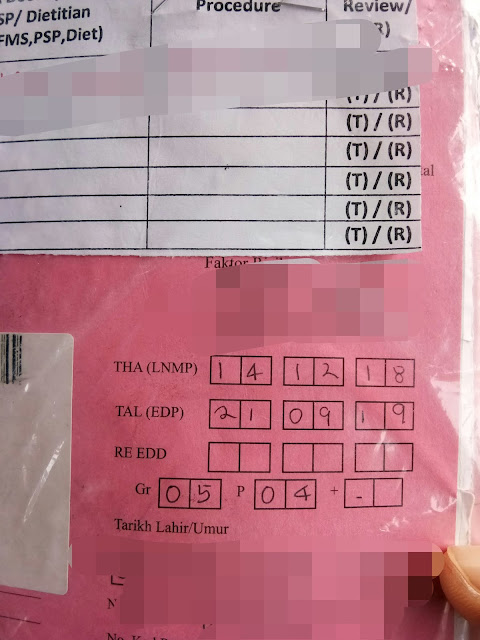 SP/ Dietitian
Procedure
Review/
FMS,PSP,Diet)
R)
(T) / (R)
(T) / (R)
(T) / (R)
(T) / (R)
(T) / (R)
(T) / (R)
Faktor
THA (LNMP) 14 12 18
TAL (EDP) 21 09 19
RE EDD
Gr 05 P 04 + -
Tarikh Lahir/Umur